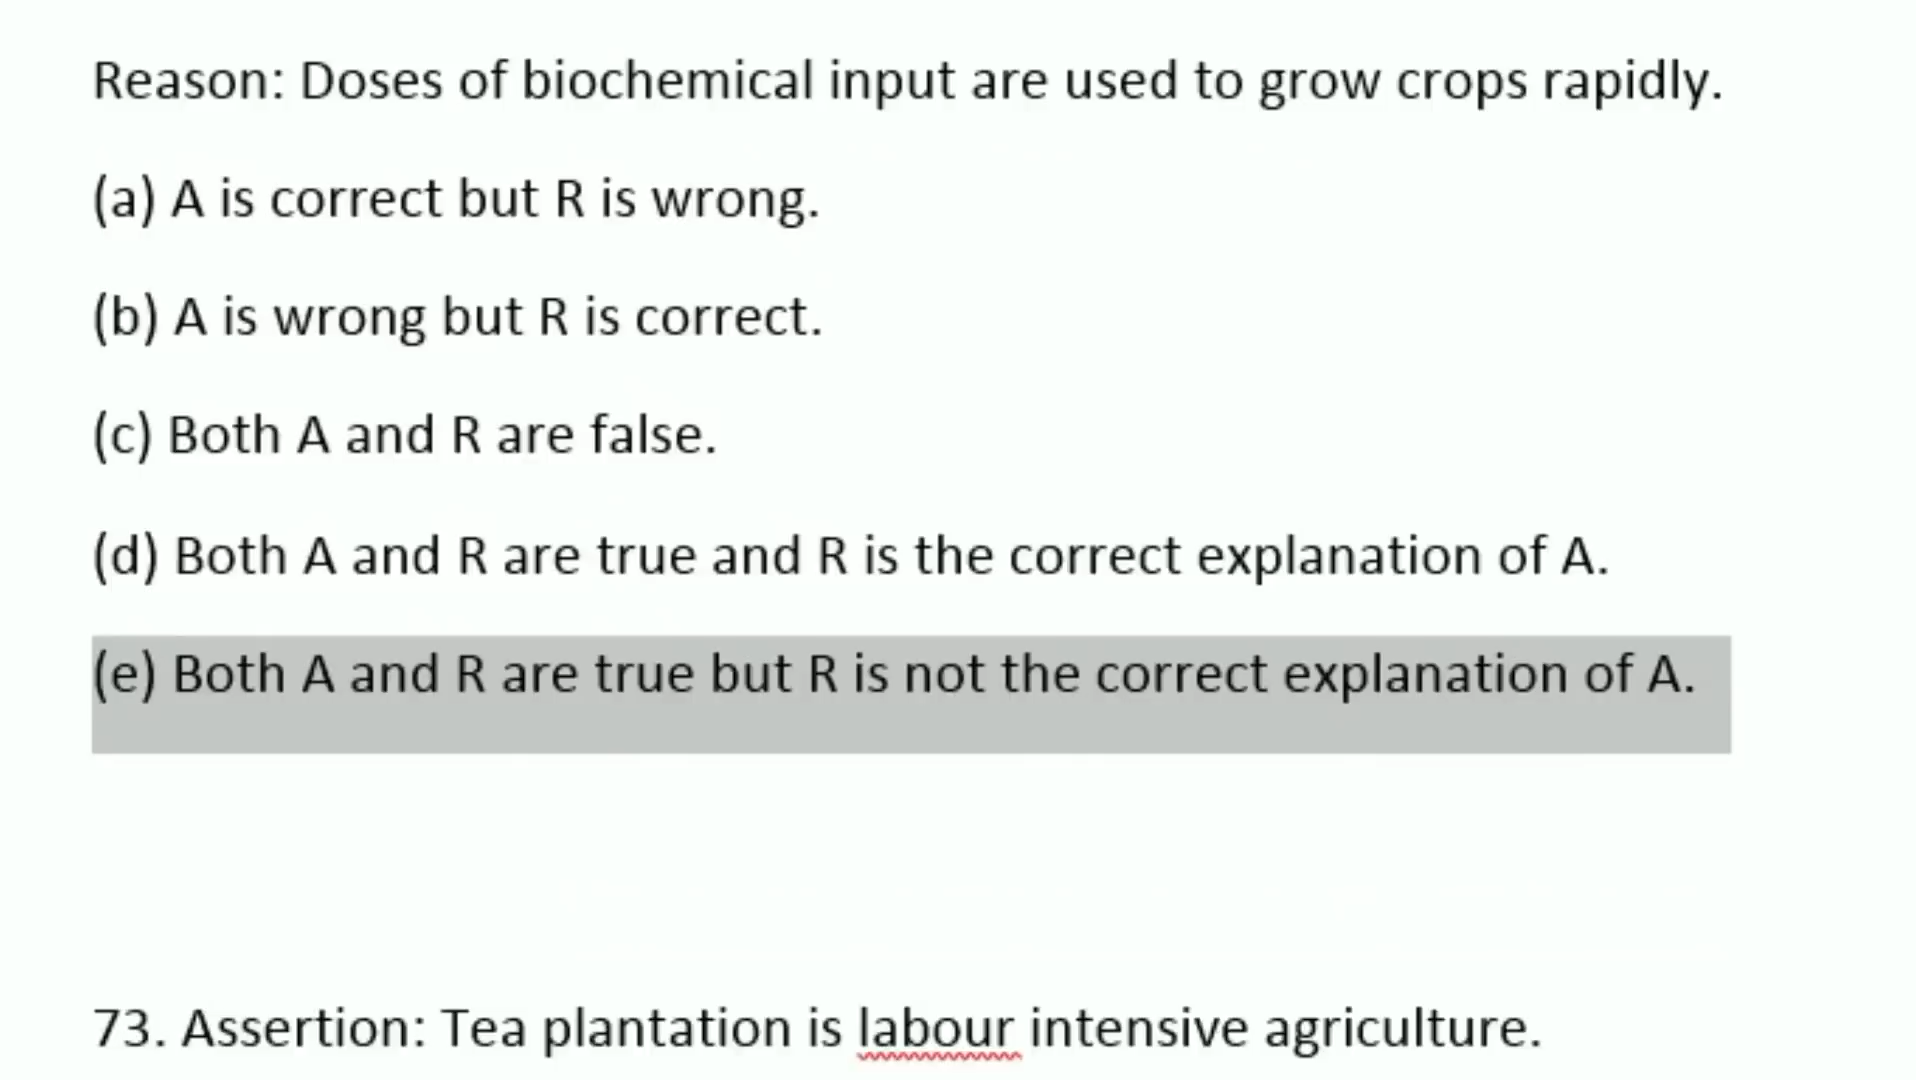 Reason: Doses of biochemical input are used to grow crops rapidly.
(a) A is correct but R is wrong.
(b) A is wrong but R is correct.
(c) Both A and R are false.
(d) Both A and R are true and R is the correct explanation of A.
(e) Both A and R are true but R is not the correct explanation of A.
73. Assertion: Tea plantation is labour intensive agriculture.